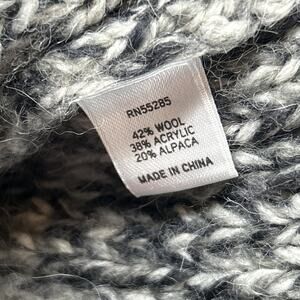 RN55285
42% WOOL
38% ACRYLIC
20% ALPACA
MADE IN CHINA